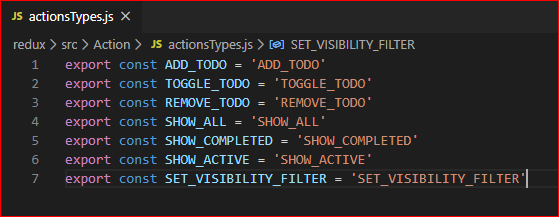 JS actionsTypes.js ×
redux > src > Action > JS actionsTypes.js > SET_VISIBILITY_FILTER
1 export const ADD_TODO = 'ADD_TODO'
2 export const TOGGLE_TODO = 'TOGGLE_TODO'
3 export const REMOVE_TODO = 'REMOVE_TODO'
4 export const SHOW_ALL = 'SHOW_ALL'
5 export const SHOW_COMPLETED = 'SHOW_COMPLETED'
6 export const SHOW_ACTIVE = 'SHOW_ACTIVE'
7 export const SET_VISIBILITY_FILTER = 'SET_VISIBILITY_FILTER'